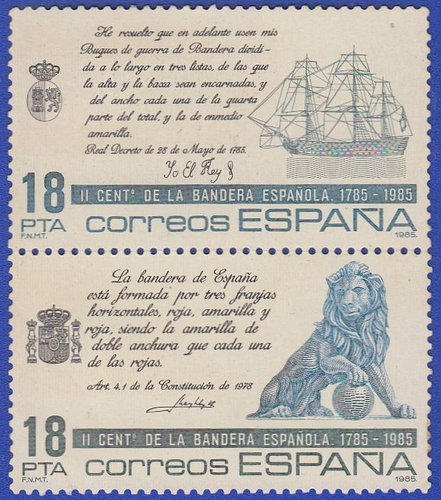 He resuelto que en adelante usen mis
Buques de guerra de Bandera dividi-
da a lo largo en tres listas, de las que
la alta y la baxa sean encarnadas, y
del ancho cada una de la quarta
parte del total, y la de enmedio
amarilla.
Real Decreto de 28 de Mayo de 1785.
Yo El Rey
18
PTA
F.N.M.T.
II CENTº DE LA BANDERA ESPAÑOLA. 1785-1985
correos ESPAÑA
1985.
La bandera de España
está formada por tres franjas
horizontales, roja, amarilla y
roja, siendo la amarilla de
doble anchura que cada una
de las rojas.
Art. 4.1 de la Constitución de 1978
18
PTA
F.N.M.T.
II CENTº DE LA BANDERA ESPAÑOLA. 1785-1985
correos ESPAÑA
1985.